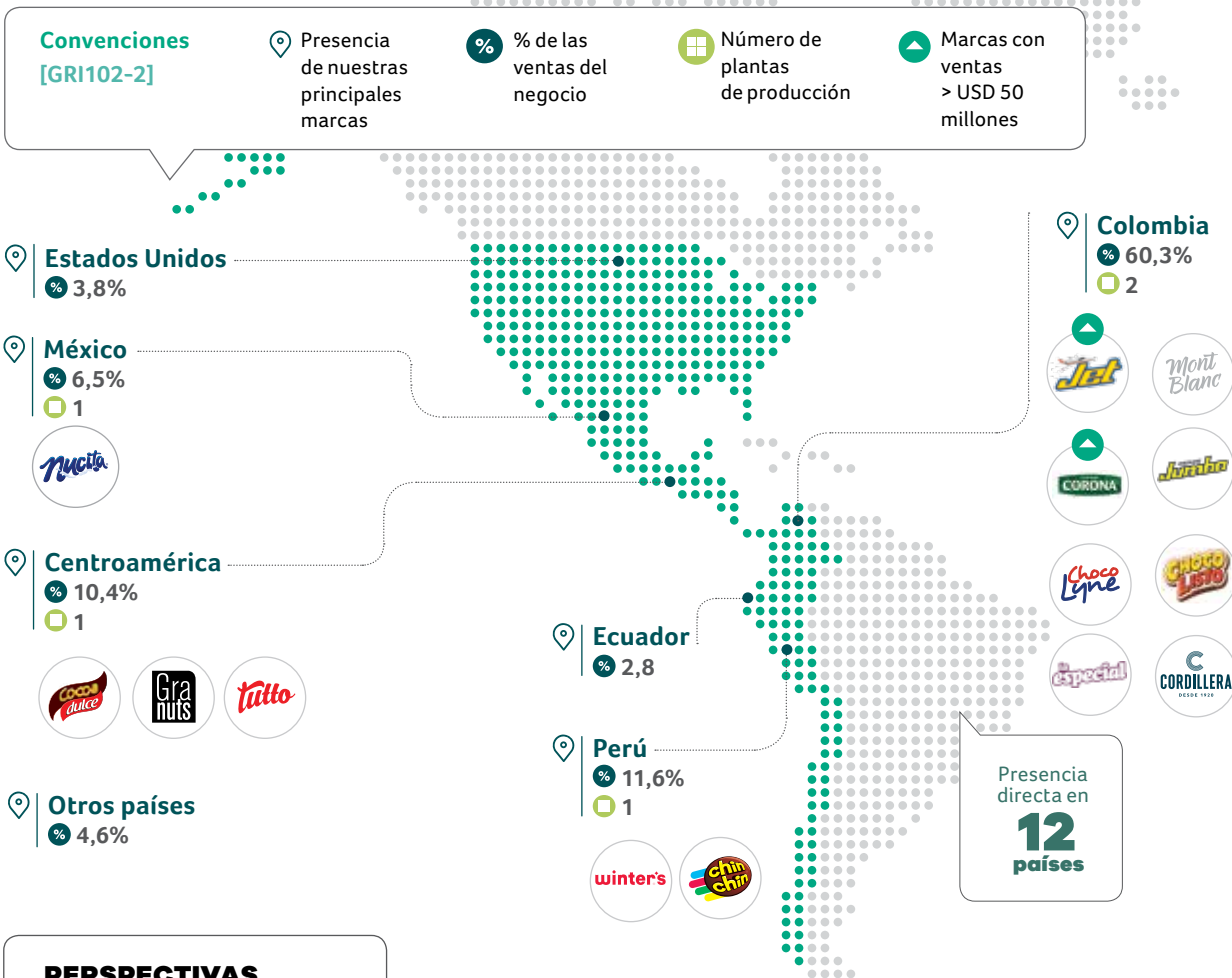 Convenciones
[GRI102-2]
Presencia
de nuestras
principales
marcas
%
% de las
ventas del
negocio
Número de
plantas
de producción
Marcas con
ventas
> USD 50
millones
Estados Unidos
% 3,8%
México
% 6,5%
1
nucita
Centroamérica
% 10,4%
1
COCOA
dulce
Gra
nuts
Tutto
Otros países
% 4,6%
Colombia
% 60,3%
2
Jet
Mont
Blanc
CORONA
Jumbo
Choco
Lyne
CHOCO
LISTO
la
especial
C
CORDILLERA
DESDE 1920
Ecuador
% 2,8
Perú
% 11,6%
1
winter's
chin
chin
Presencia
directa en
12
países
PERSPECTIVAS